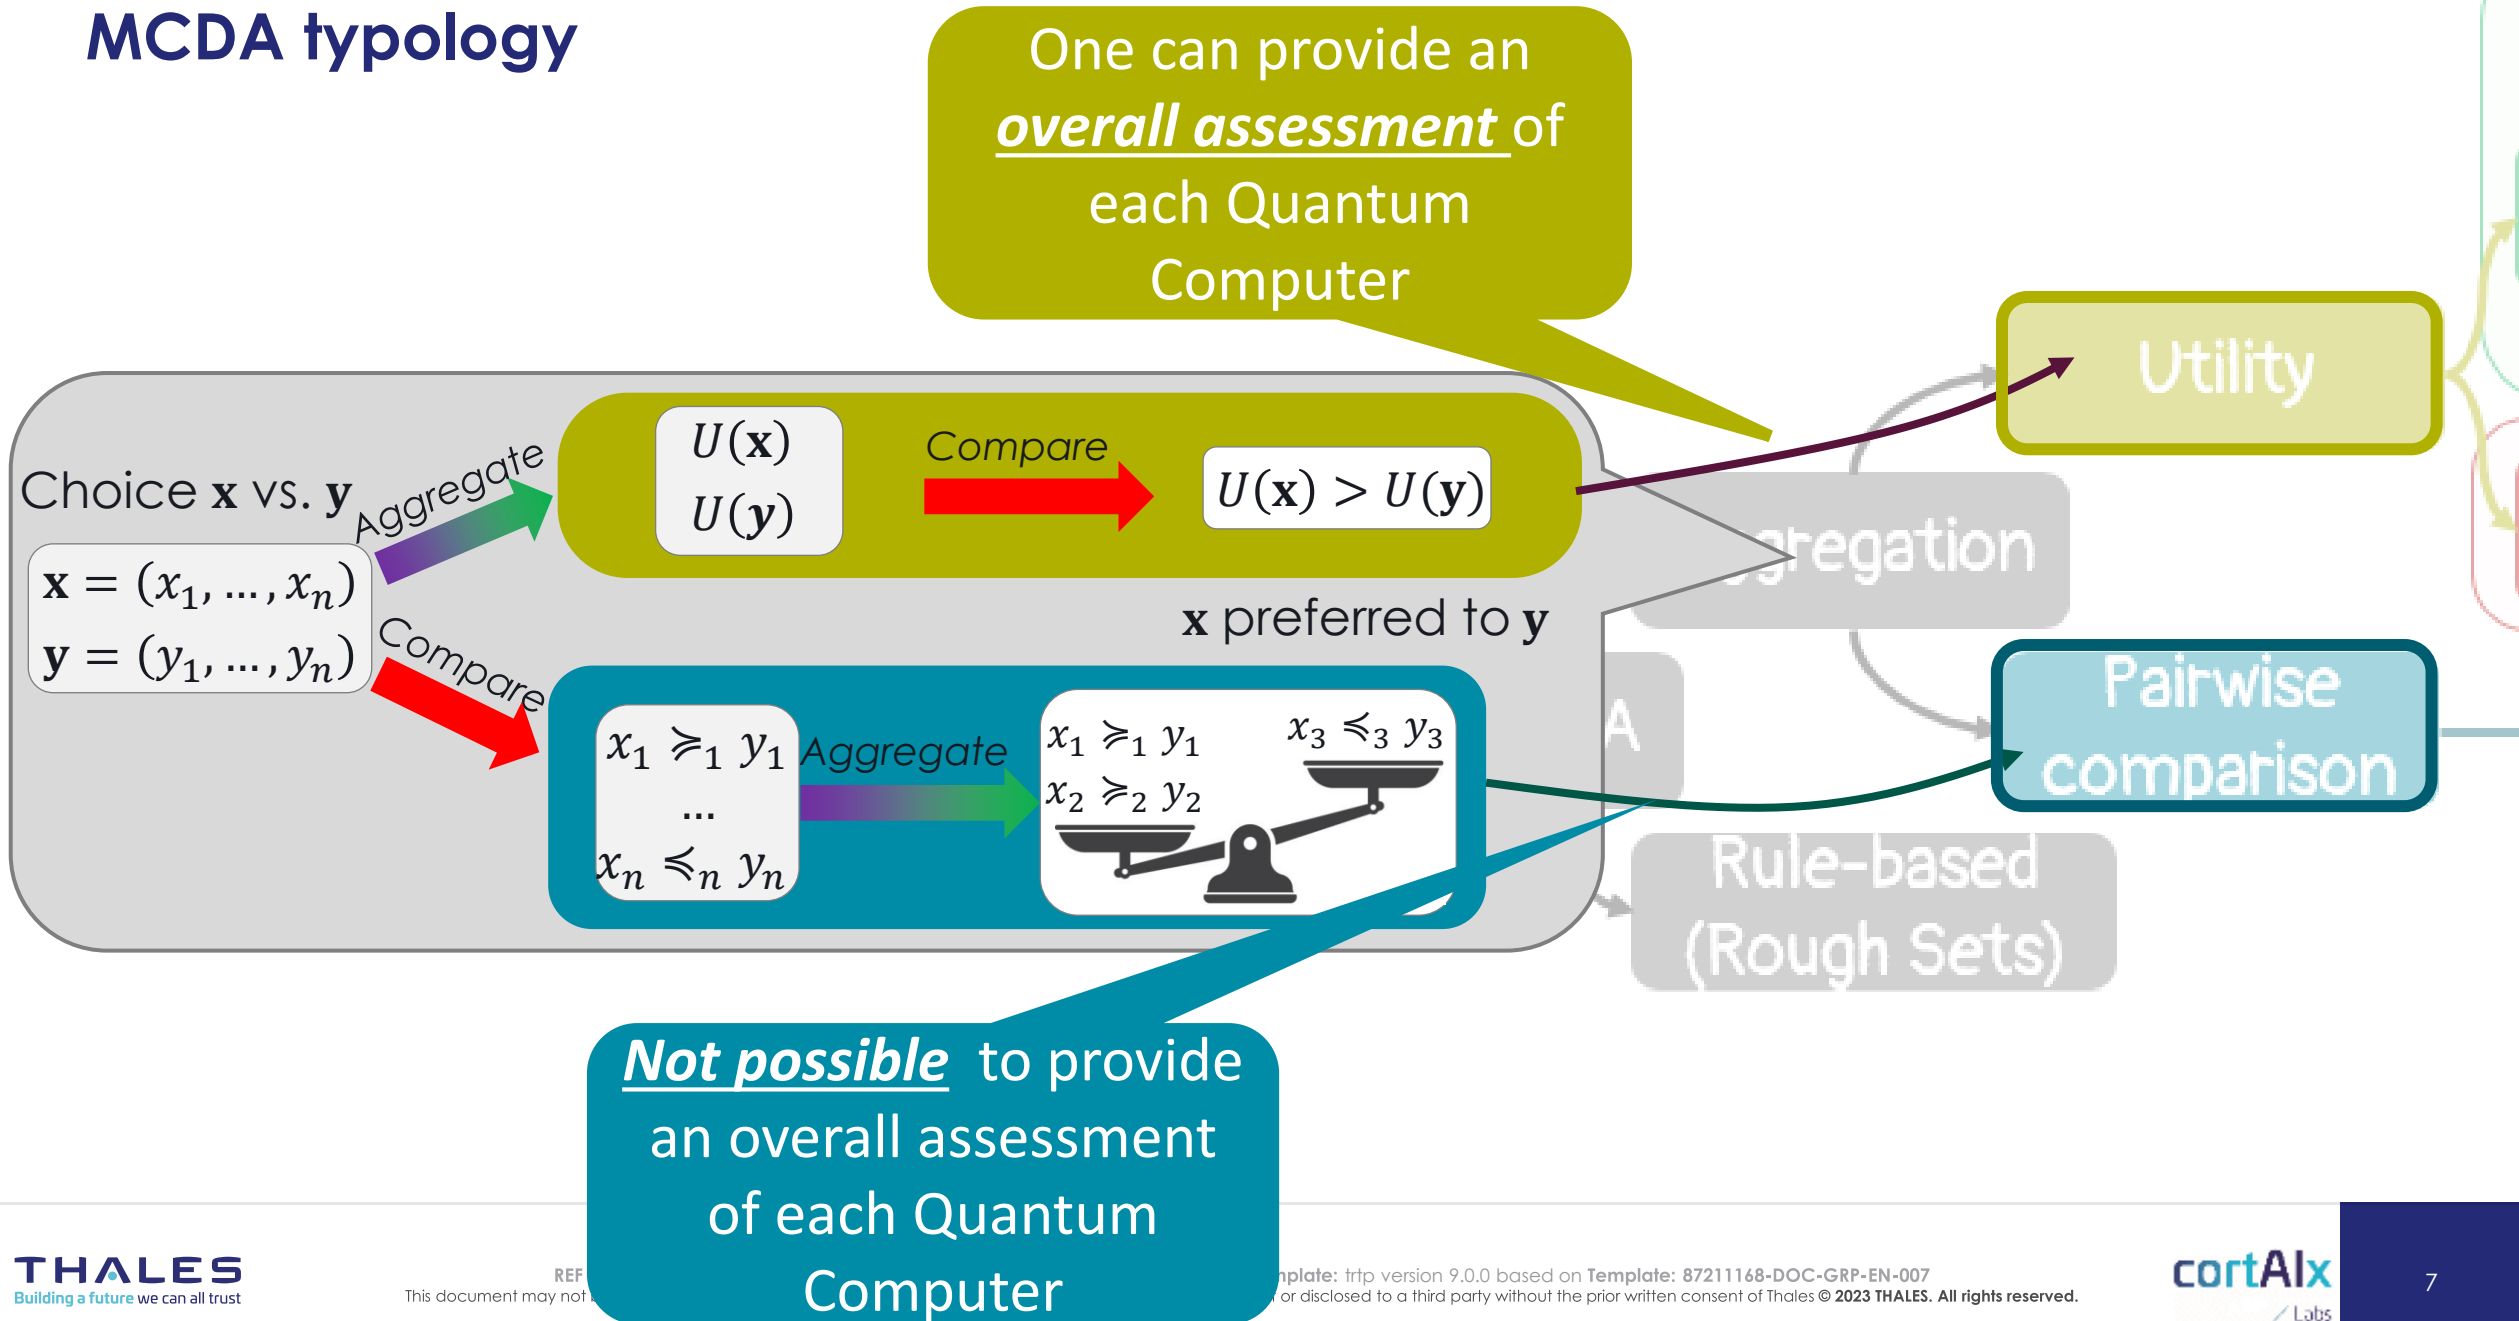 MCDA typology
One can provide an
overall assessment of
each Quantum
Computer
Utility
Choice x vs. y
Aggregate
U(x)
U(y)
Compare
U(x) > U(y)
x = (x₁, ..., xₙ)
y = (y₁, ..., yₙ)
gregation
Compare
x preferred to y
Pairwise
comparison
x₁ ≽₁ y₁
...
xₙ ≼ₙ yₙ
Aggregate
x₁ ≽₁ y₁
x₂ ≽₂ y₂
x₃ ≼₃ y₃
A
Rule-based
(Rough Sets)
Not possible to provide
an overall assessment
of each Quantum
Computer
THALES
Building a future we can all trust
REF
mplate: trtp version 9.0.0 based on Template: 87211168-DOC-GRP-EN-007
This document may not
or disclosed to a third party without the prior written consent of Thales © 2023 THALES. All rights reserved.
cortAIx
/ Labs
7